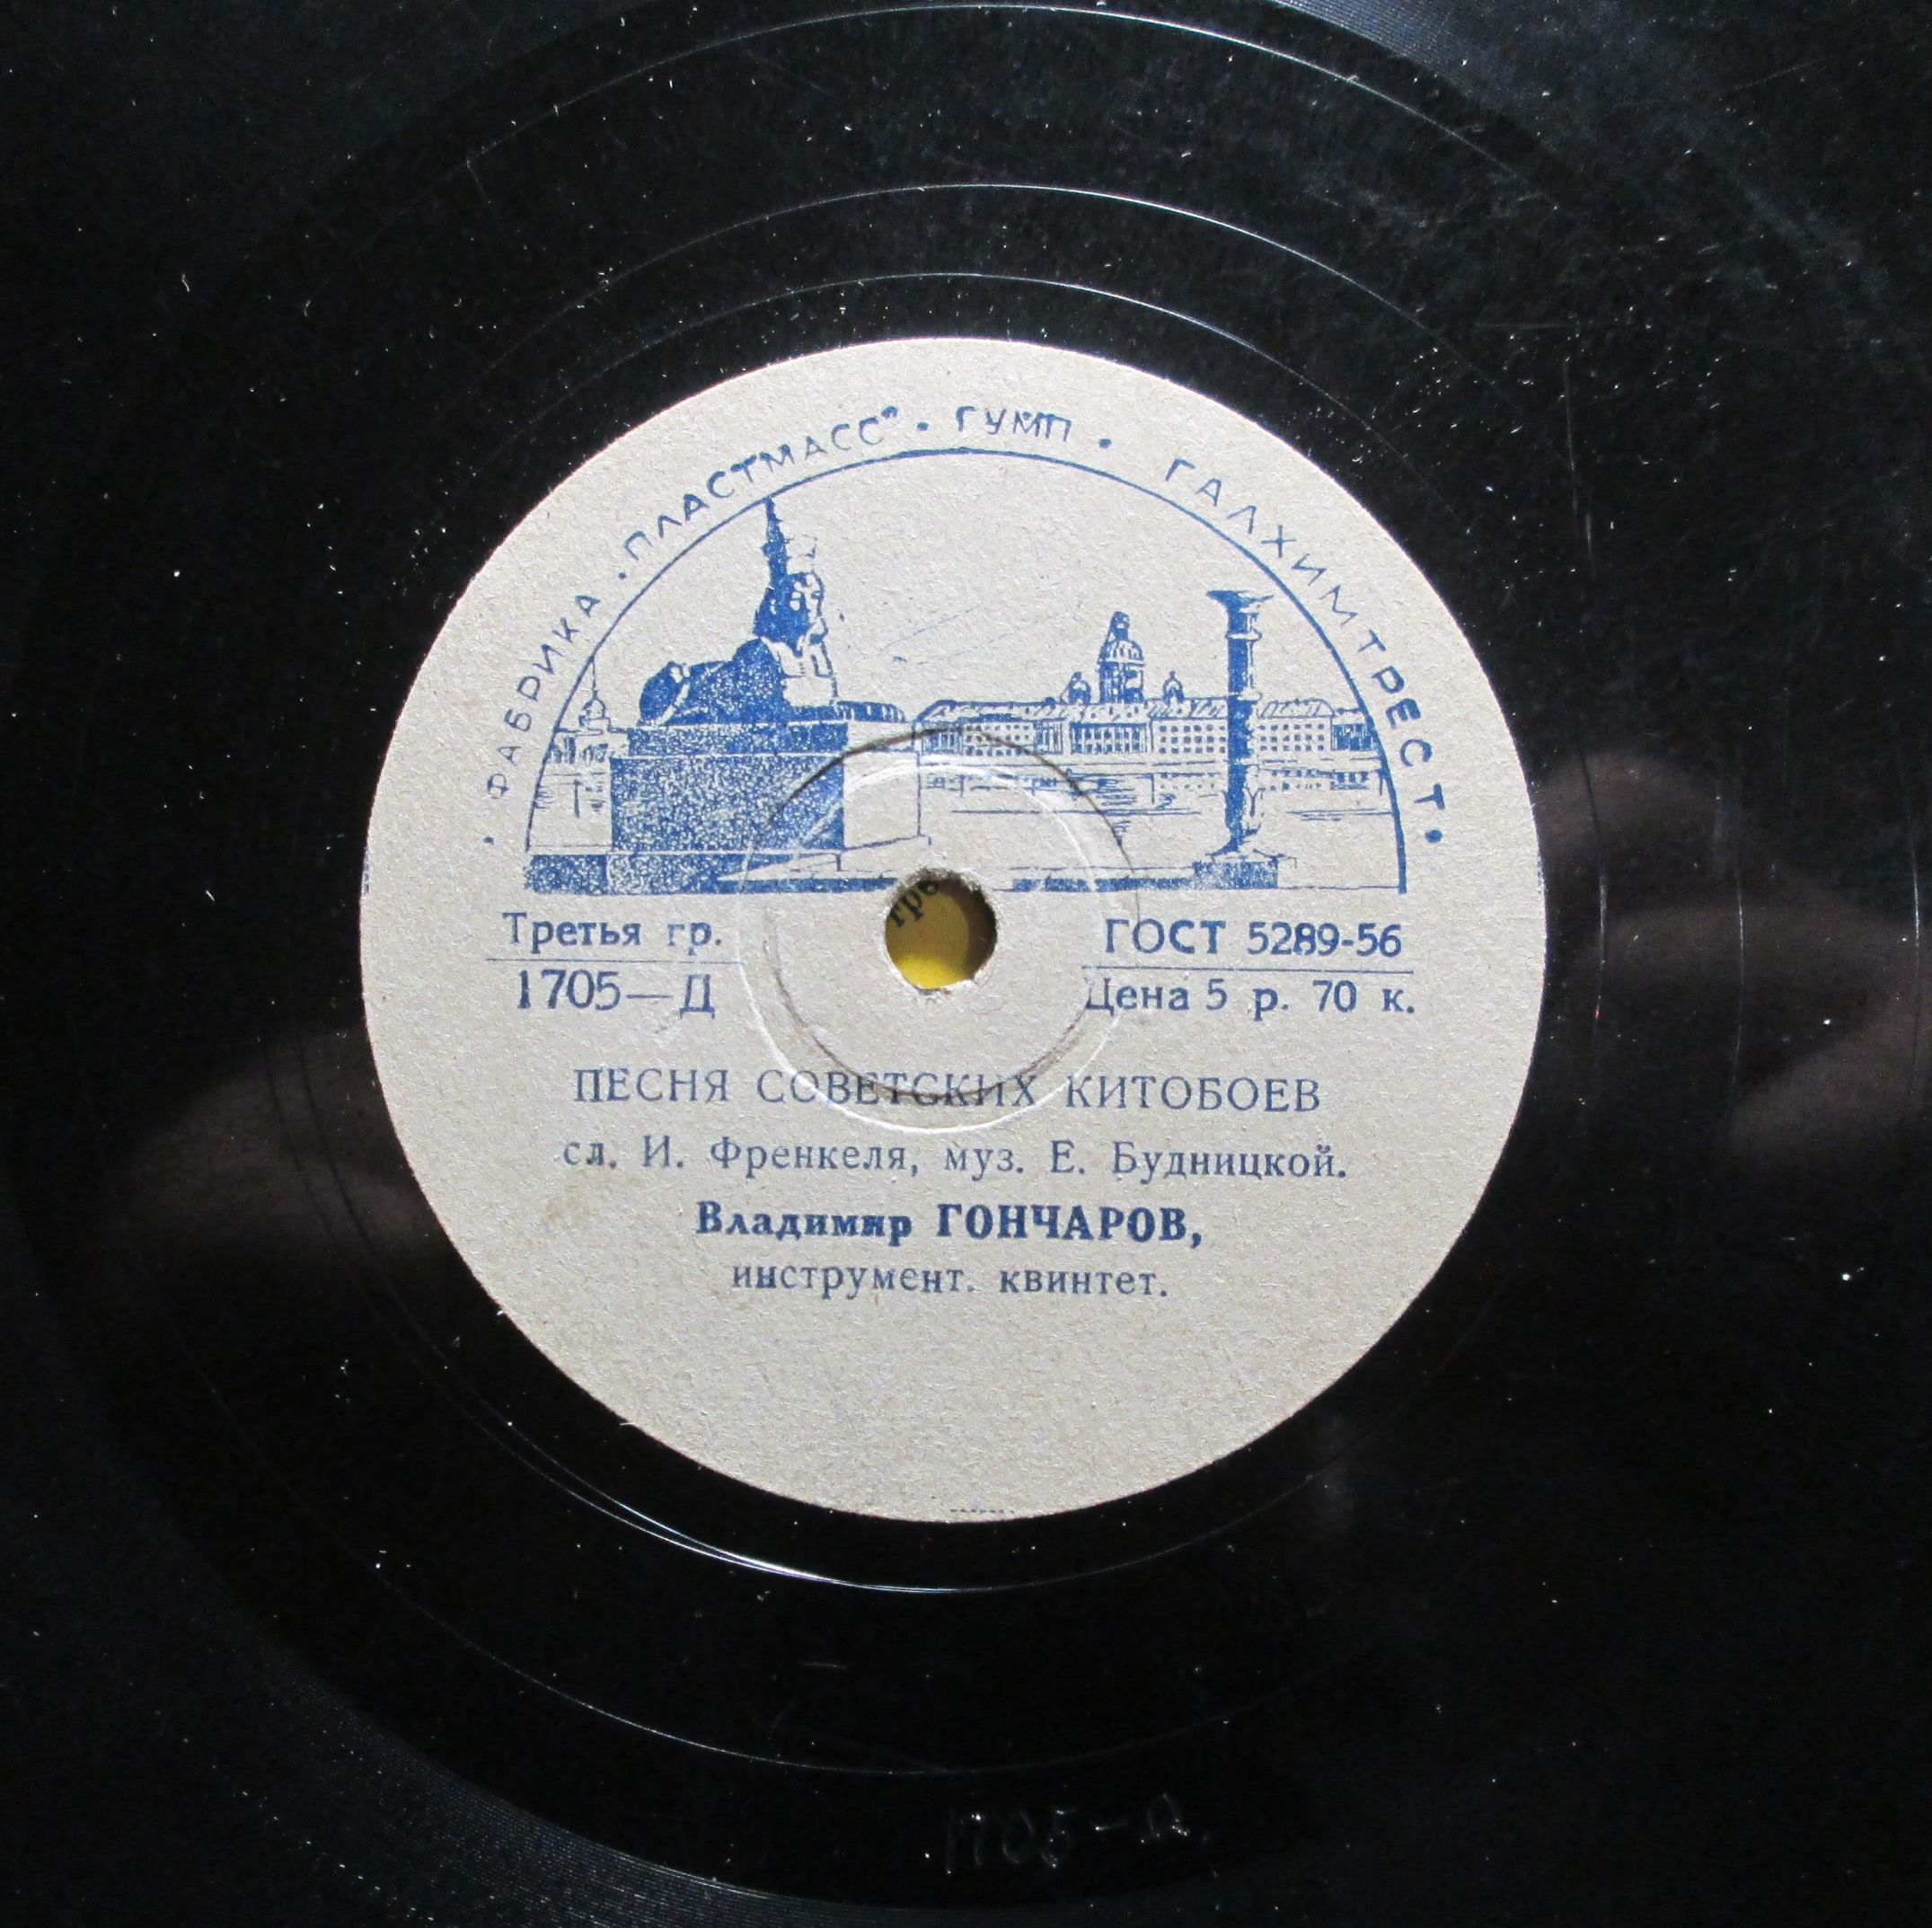 • ФАБРИКА „ПЛАСТМАСС" • ГУМП • ГАЛХИМТРЕСТ •
Третья гр.
1705—Д
ГОСТ 5289-56
Цена 5 р. 70 к.
ПЕСНЯ СОВЕТСКИХ КИТОБОЕВ
сл. И. Френкеля, муз. Е. Будницкой.
Владимир ГОНЧАРОВ,
инструмент. квинтет.
1705-Д